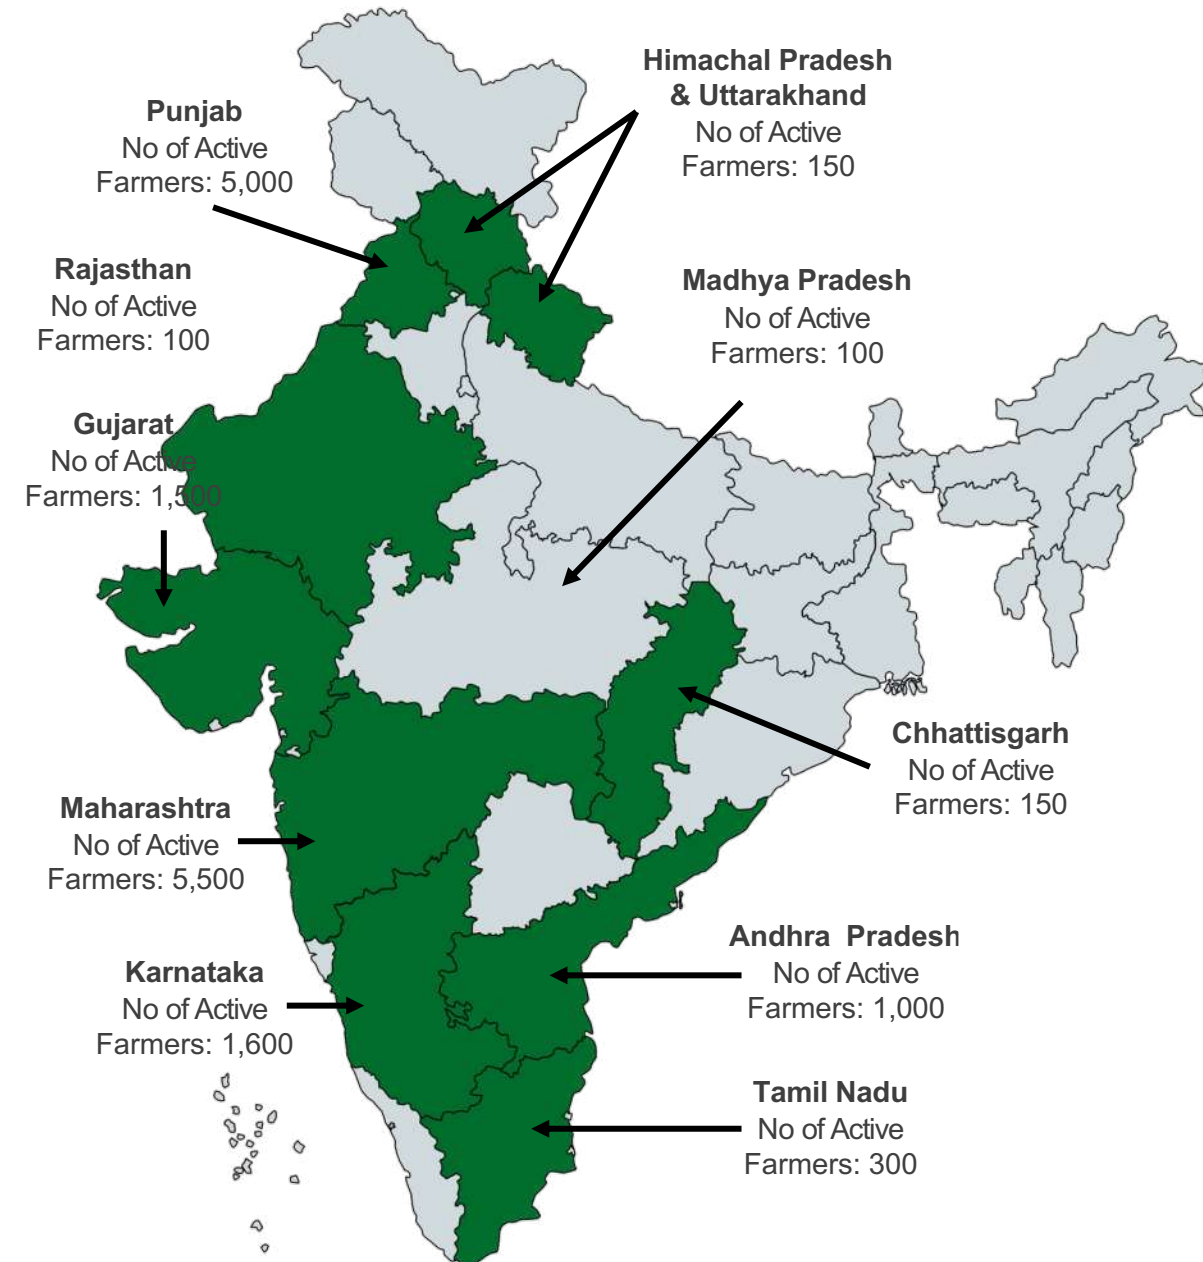 Himachal Pradesh
& Uttarakhand
No of Active
Farmers: 150
Punjab
No of Active
Farmers: 5,000
Rajasthan
No of Active
Farmers: 100
Madhya Pradesh
No of Active
Farmers: 100
Gujarat
No of Active
Farmers: 1,500
Chhattisgarh
No of Active
Farmers: 150
Maharashtra
No of Active
Farmers: 5,500
Andhra Pradesh
No of Active
Farmers: 1,000
Karnataka
No of Active
Farmers: 1,600
Tamil Nadu
No of Active
Farmers: 300